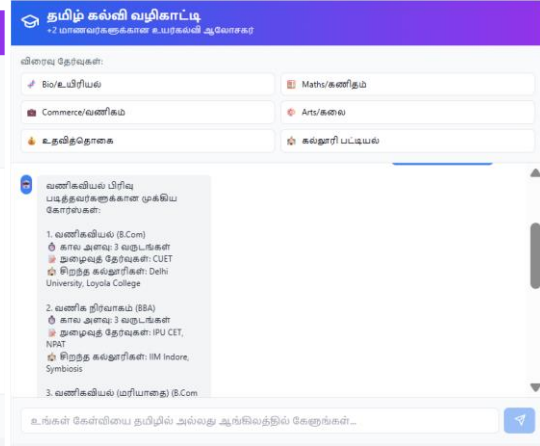 தமிழ் கல்வி வழிகாட்டி
+2 மாணவர்களுக்கான உயர்கல்வி ஆலோசகர்
விரைவு தேர்வுகள்:
Bio/உயிரியல்
Maths/கணிதம்
Commerce/வணிகம்
Arts/கலை
உதவித்தொகை
கல்லூரி பட்டியல்
வணிகவியல் பிரிவு
படித்தவர்களுக்கான முக்கிய
கோர்ஸ்கள்:
1. வணிகவியல் (B.Com)
கால அளவு: 3 வருடங்கள்
நுழைவுத் தேர்வுகள்: CUET
சிறந்த கல்லூரிகள்: Delhi
University, Loyola College
2. வணிக நிர்வாகம் (BBA)
கால அளவு: 3 வருடங்கள்
நுழைவுத் தேர்வுகள்: IPU CET,
NPAT
சிறந்த கல்லூரிகள்: IIM Indore,
Symbiosis
3. வணிகவியல் (மரியாதை) (B.Com
உங்கள் கேள்வியை தமிழில் அல்லது ஆங்கிலத்தில் கேளுங்கள்...